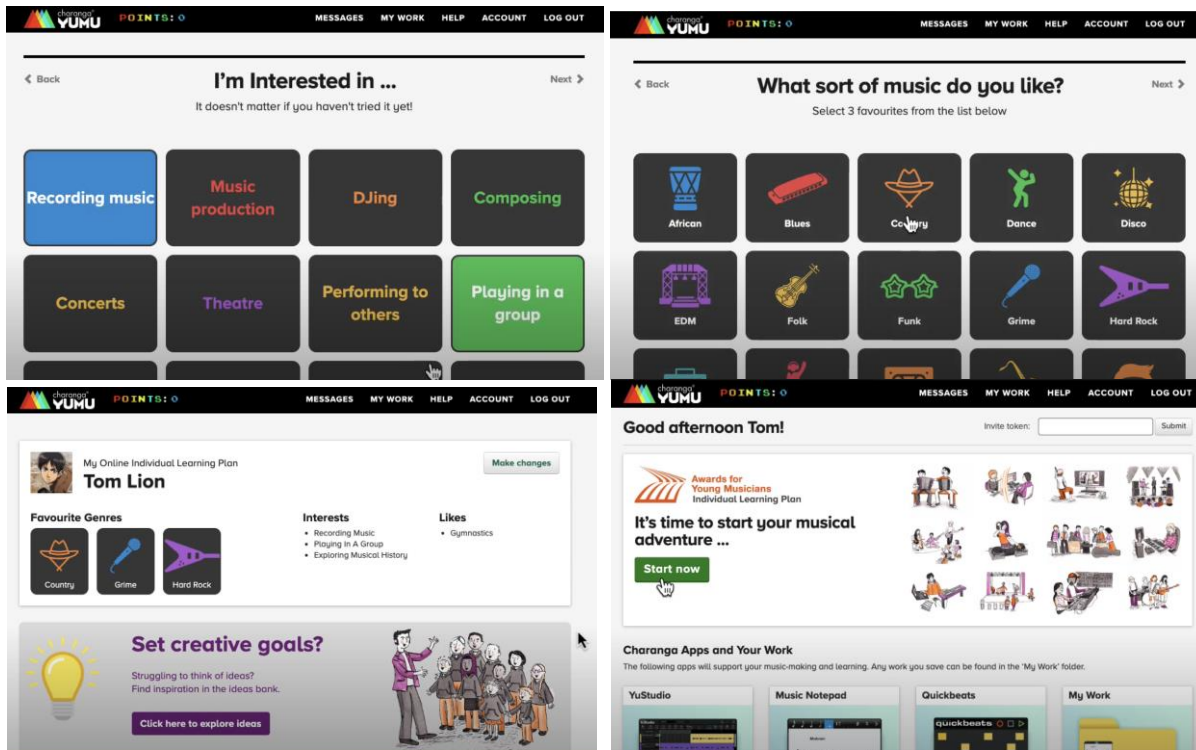 charanga YUMU POINTS: 0 MESSAGES MY WORK HELP ACCOUNT LOG OUT
Back I'm Interested in ... Next
It doesn't matter if you haven't tried it yet!
Recording music Music production DJing Composing
Concerts Theatre Performing to others Playing in a group
charanga YUMU POINTS: 0 MESSAGES MY WORK HELP ACCOUNT LOG OUT
Back What sort of music do you like? Next
Select 3 favourites from the list below
African Blues Country Dance Disco
EDM Folk Funk Grime Hard Rock
charanga YUMU POINTS: 0 MESSAGES MY WORK HELP ACCOUNT LOG OUT
My Online Individual Learning Plan Make changes
Tom Lion
Favourite Genres Interests Likes
Recording Music Gymnastics
Playing In A Group
Exploring Musical History
Country Grime Hard Rock
Set creative goals?
Struggling to think of ideas?
Find inspiration in the ideas bank.
Click here to explore ideas
charanga YUMU POINTS: 0 MESSAGES MY WORK HELP ACCOUNT LOG OUT
Good afternoon Tom! Invite token: Submit
Awards for
Young Musicians
Individual Learning Plan
It's time to start your musical
adventure ...
Start now
Charanga Apps and Your Work
The following apps will support your music-making and learning. Any work you save can be found in the 'My Work' folder.
YuStudio Music Notepad Quickbeats My Work
quickbeats